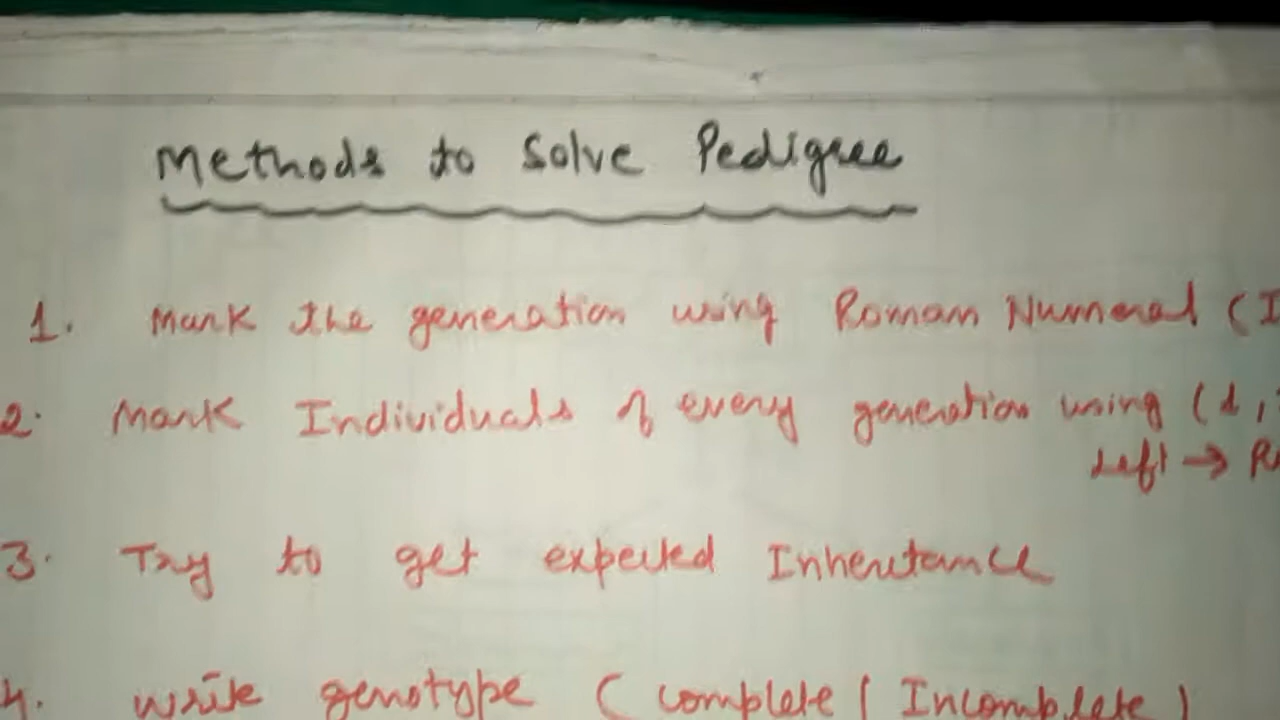 Methods to Solve Pedigree
1. Mark the generation using Roman Numeral (I
2. Mark Individuals of every generation using (1,
Left → R
3. Try to get expected Inheritance
4. Write genotype ( complete / Incomplete )